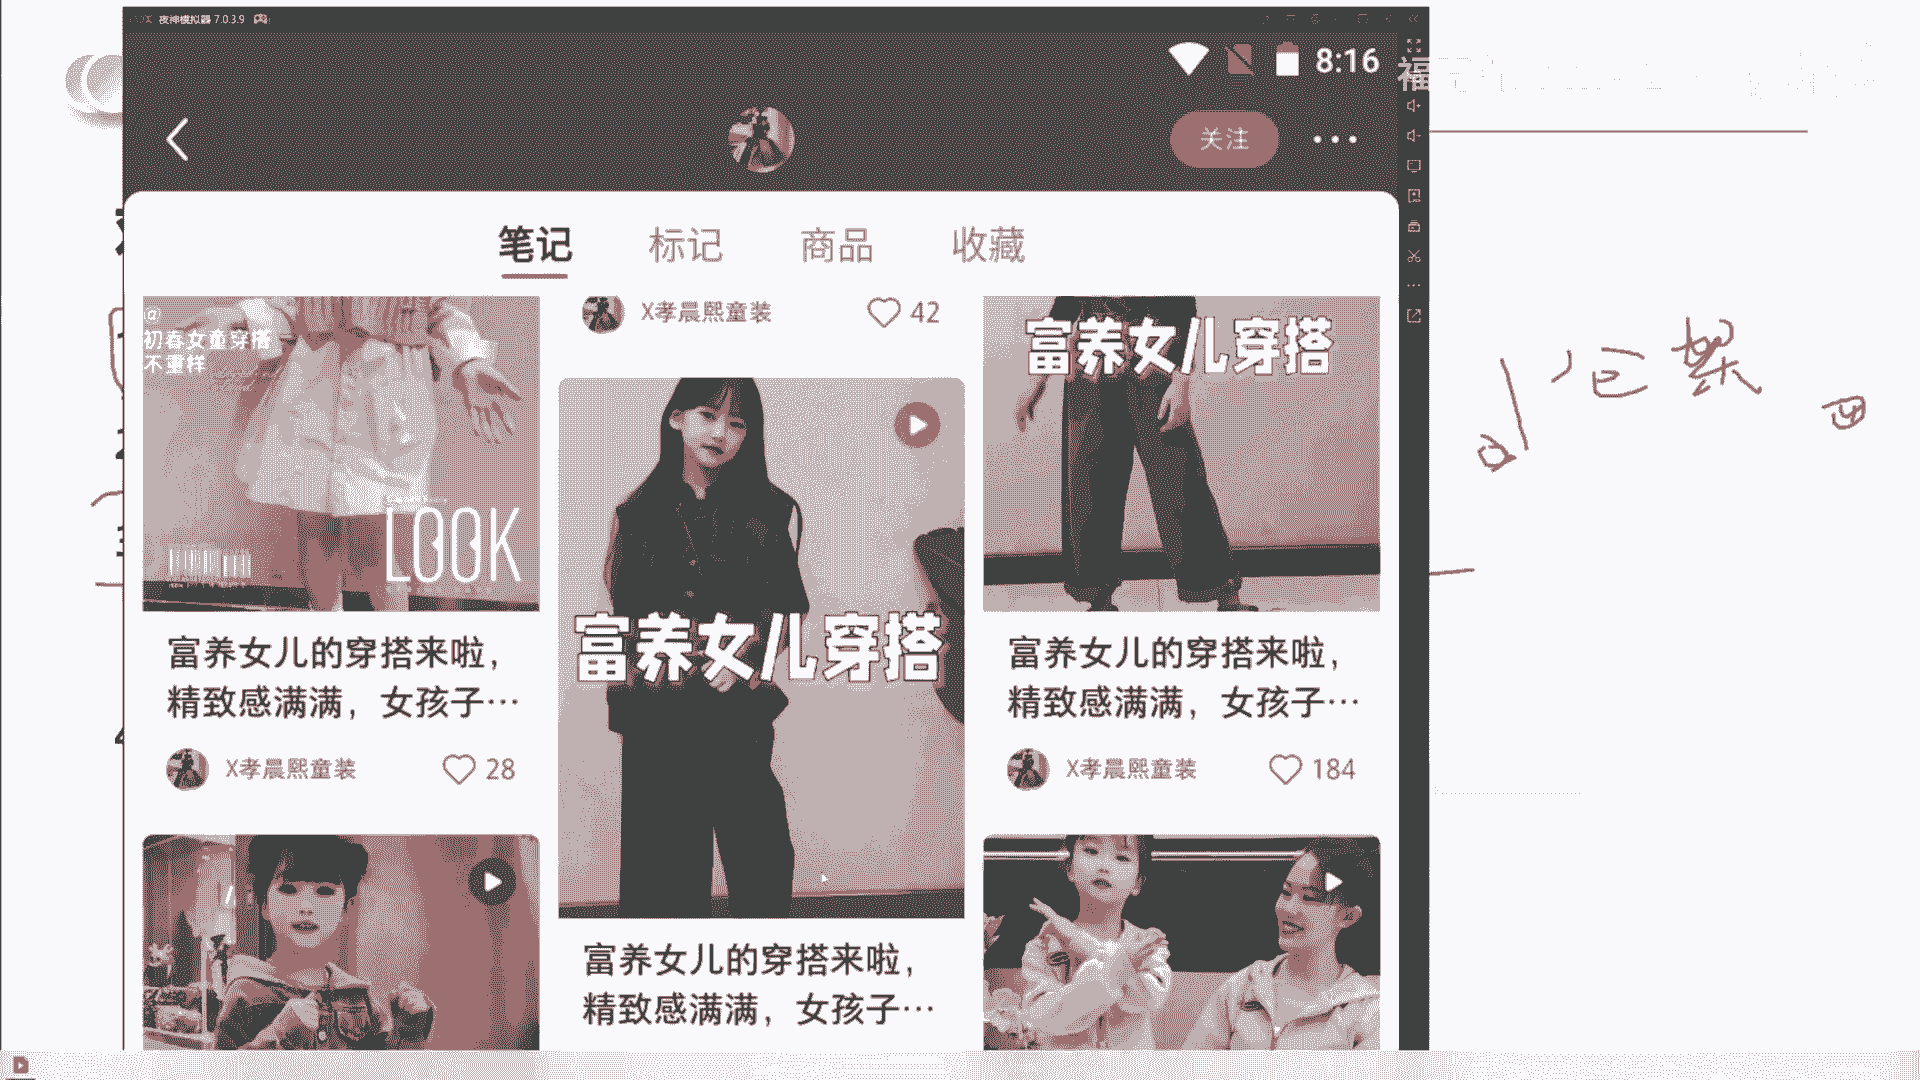 夜神模拟器 7.0.3.9
8:16
福
关注
笔记
标记
商品
收藏
初春女童穿搭
不重样
LOOK
富养女儿的穿搭来啦，
精致感满满，女孩子…
X孝晨熙童装
28
X孝晨熙童装
42
富养女儿穿搭
富养女儿的穿搭来啦，
精致感满满，女孩子…
富养女儿穿搭
富养女儿的穿搭来啦，
精致感满满，女孩子…
X孝晨熙童装
184